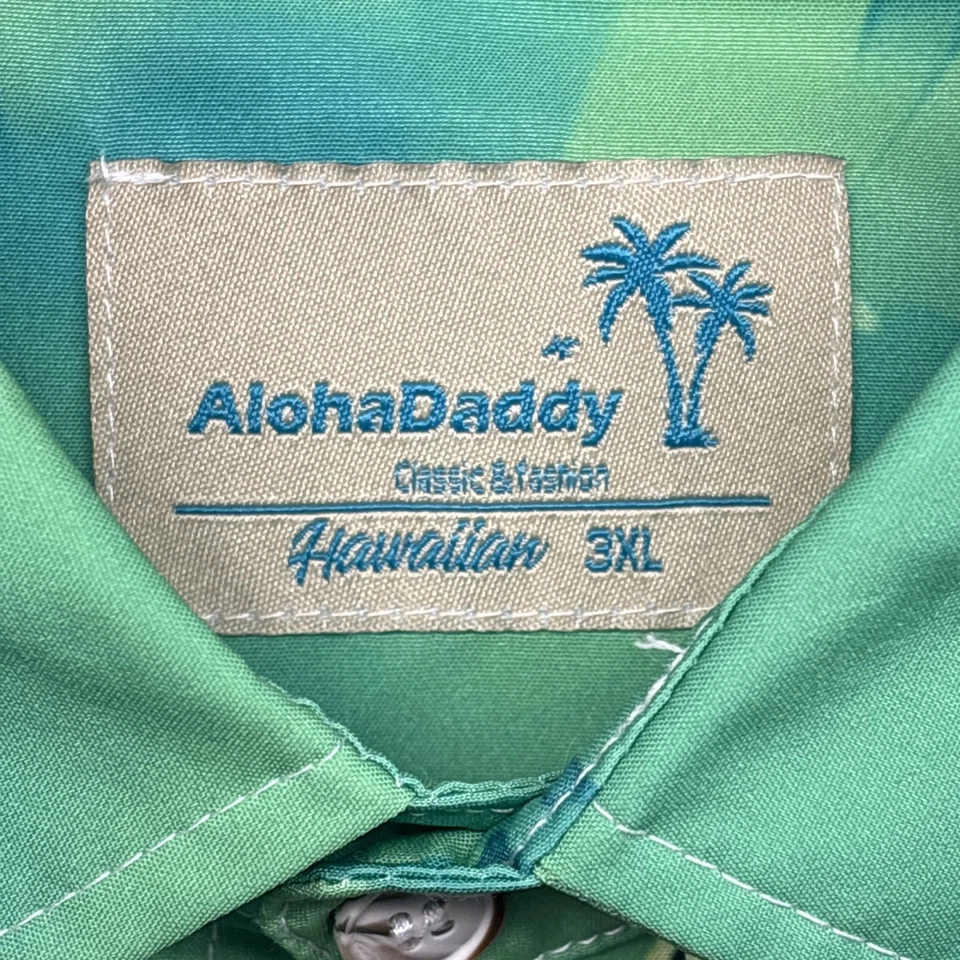 AlohaDaddy
Classic & fashion
Hawaiian 3XL